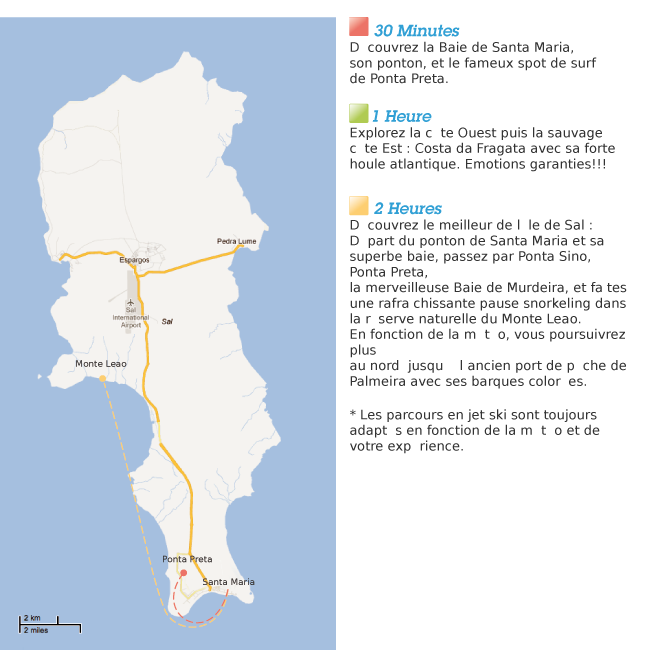 Pedra Lume
Espargos
Sal
International
Airport
Sal
Monte Leao
Ponta Preta
Santa Maria
2 km
2 miles
30 Minutes
D couvrez la Baie de Santa Maria,
son ponton, et le fameux spot de surf
de Ponta Preta.
1 Heure
Explorez la c te Ouest puis la sauvage
c te Est : Costa da Fragata avec sa forte
houle atlantique. Emotions garanties!!!
2 Heures
D couvrez le meilleur de l le de Sal :
D part du ponton de Santa Maria et sa
superbe baie, passez par Ponta Sino,
Ponta Preta,
la merveilleuse Baie de Murdeira, et fa tes
une rafra chissante pause snorkeling dans
la r serve naturelle du Monte Leao.
En fonction de la m t o, vous poursuivrez
plus
au nord jusqu l ancien port de p che de
Palmeira avec ses barques color es.
* Les parcours en jet ski sont toujours
adapt s en fonction de la m t o et de
votre exp rience.